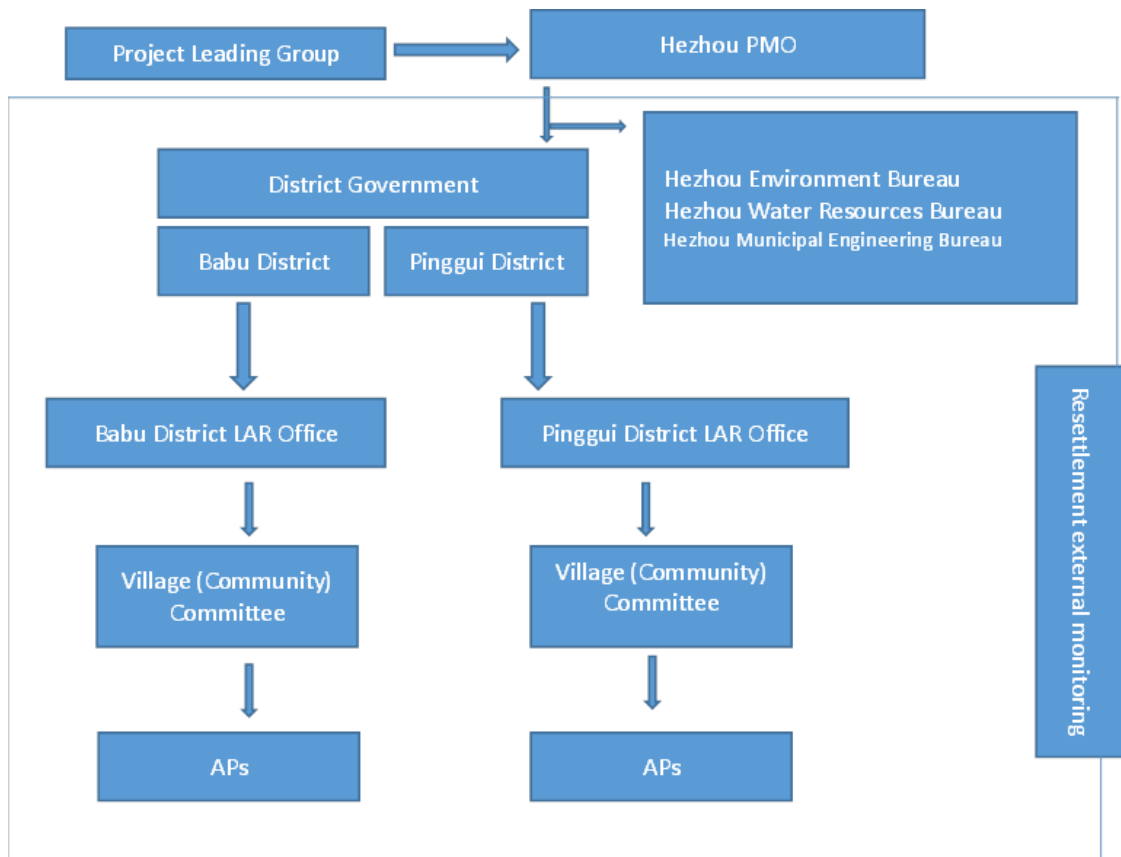 Project Leading Group
Hezhou PMO
District Government
Hezhou Environment Bureau
Hezhou Water Resources Bureau
Hezhou Municipal Engineering Bureau
Babu District
Pinggui District
Babu District LAR Office
Pinggui District LAR Office
Resettlement external monitoring
Village (Community)
Committee
Village (Community)
Committee
APs
APs